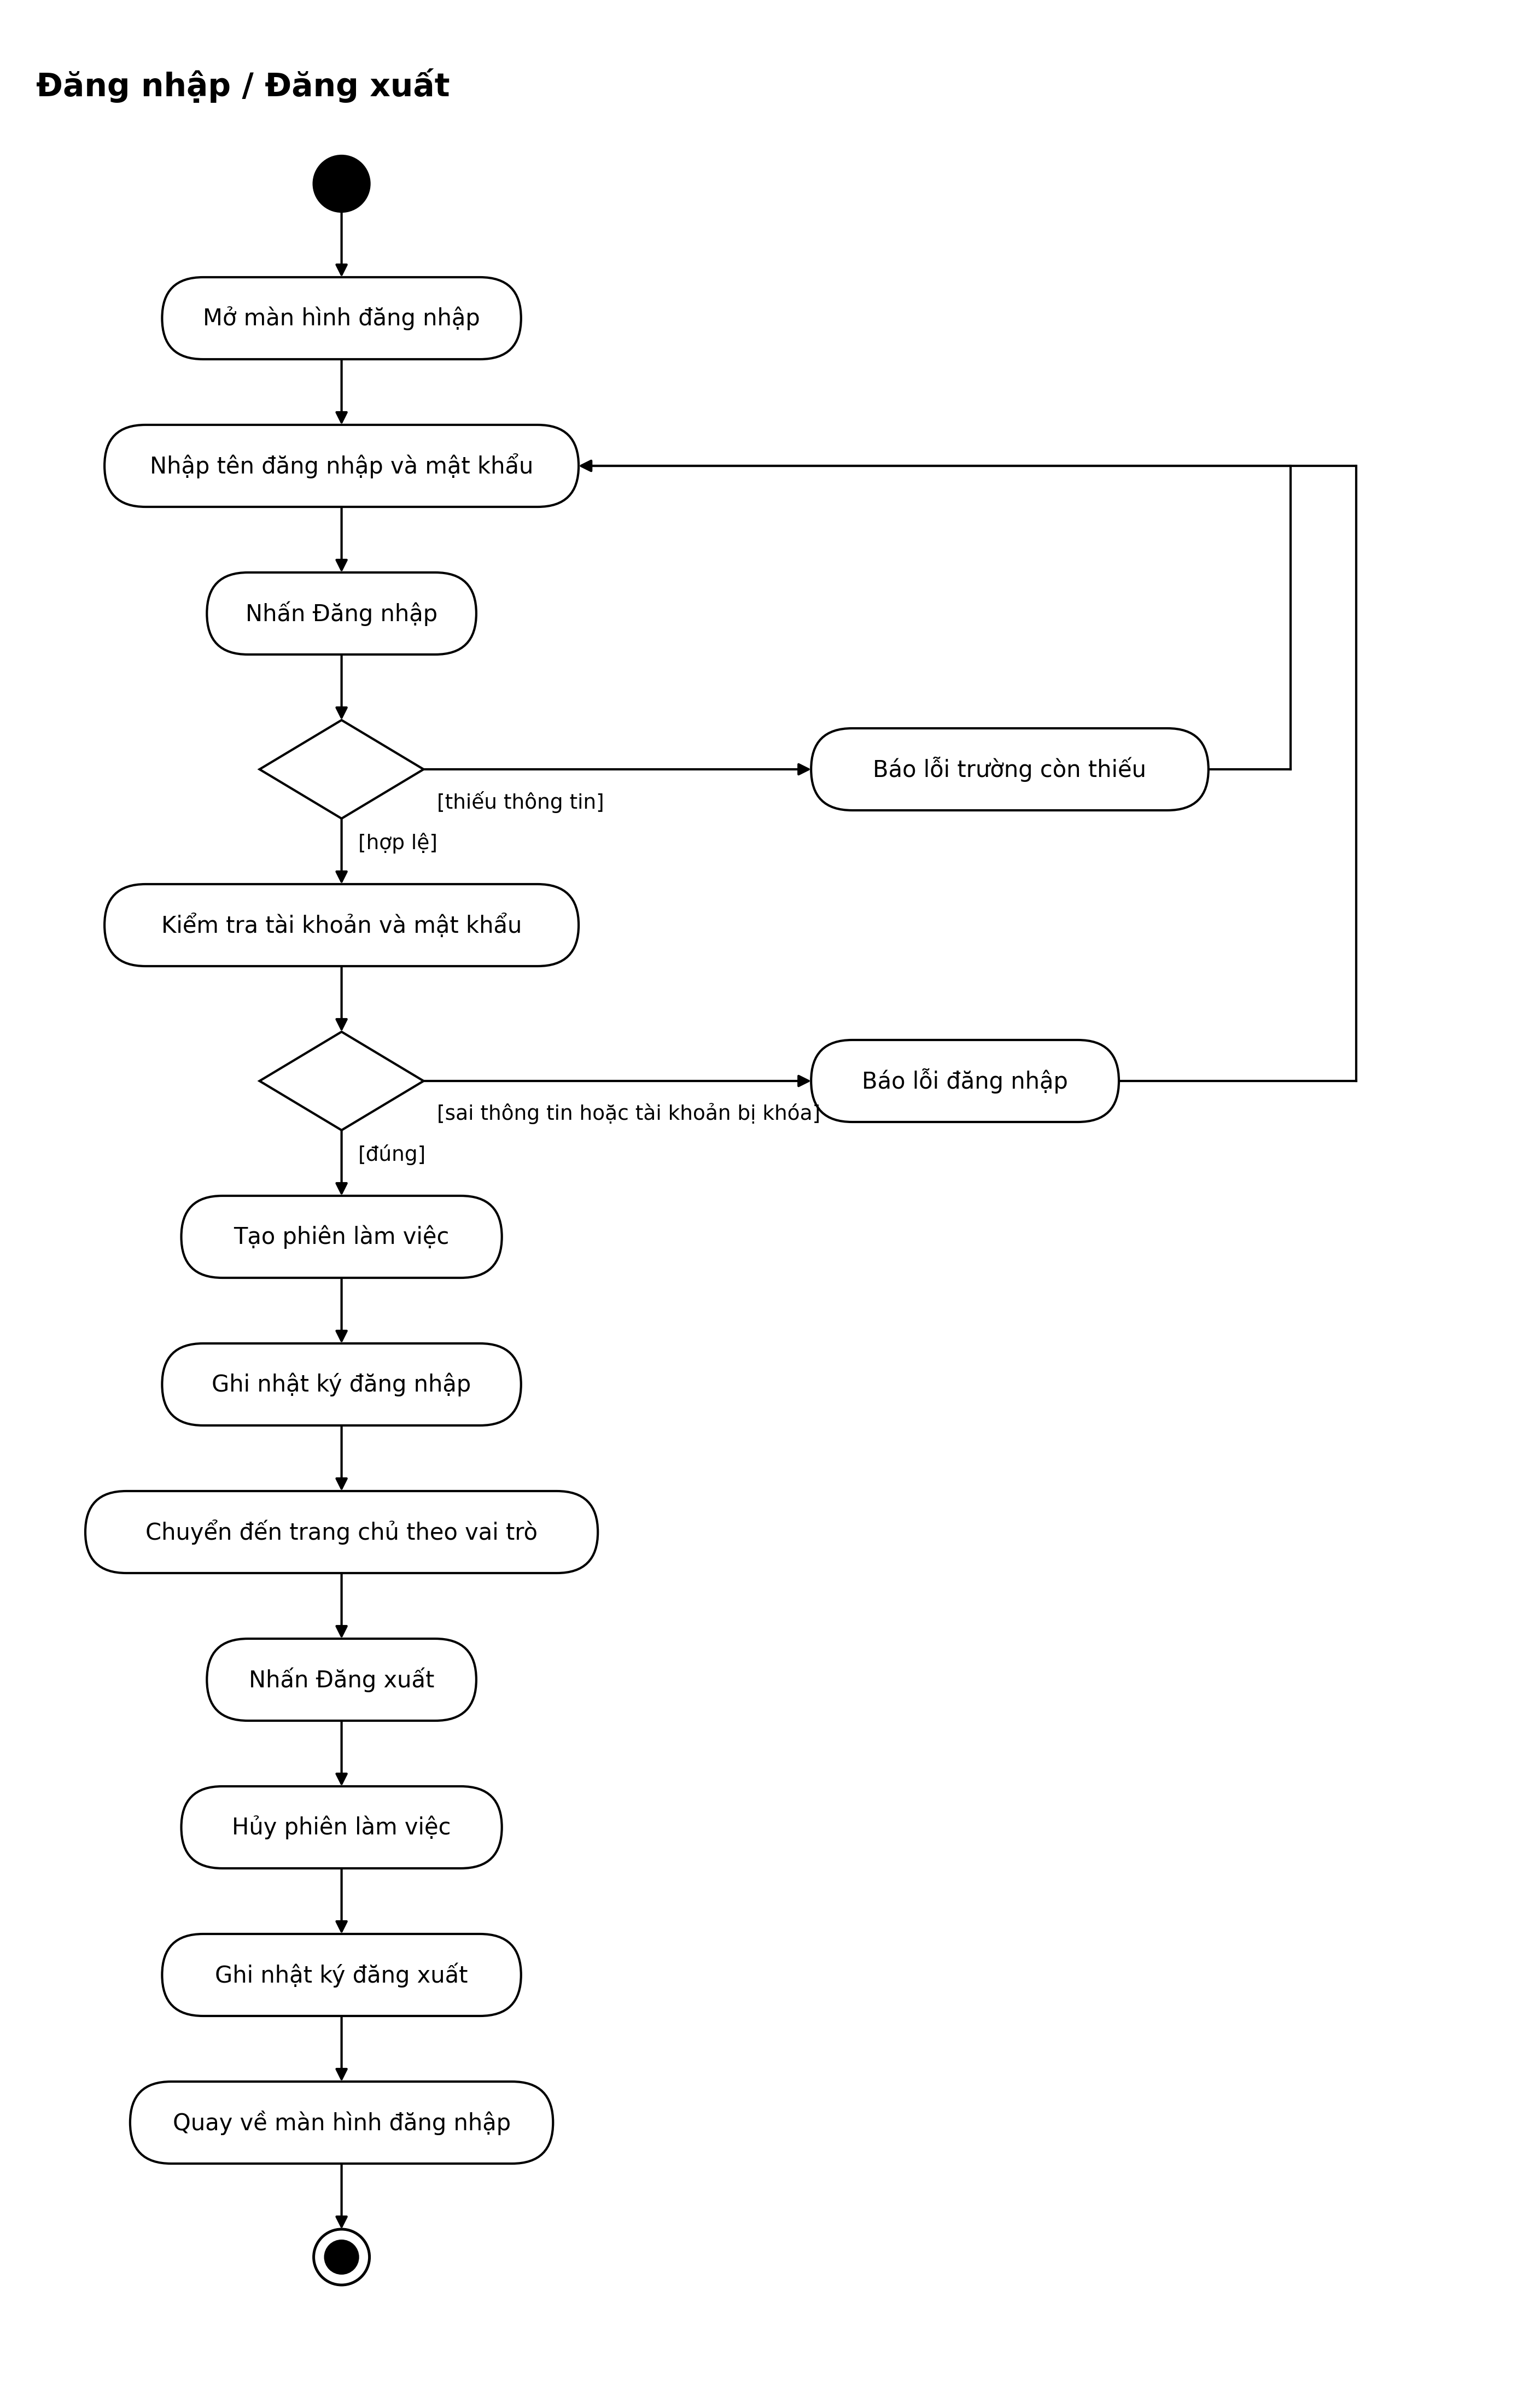 Đăng nhập / Đăng xuất
Mở màn hình đăng nhập
Nhập tên đăng nhập và mật khẩu
Nhấn Đăng nhập
Báo lỗi trường còn thiếu
[thiếu thông tin]
[hợp lệ]
Kiểm tra tài khoản và mật khẩu
Báo lỗi đăng nhập
[sai thông tin hoặc tài khoản bị khóa]
[đúng]
Tạo phiên làm việc
Ghi nhật ký đăng nhập
Chuyển đến trang chủ theo vai trò
Nhấn Đăng xuất
Hủy phiên làm việc
Ghi nhật ký đăng xuất
Quay về màn hình đăng nhập